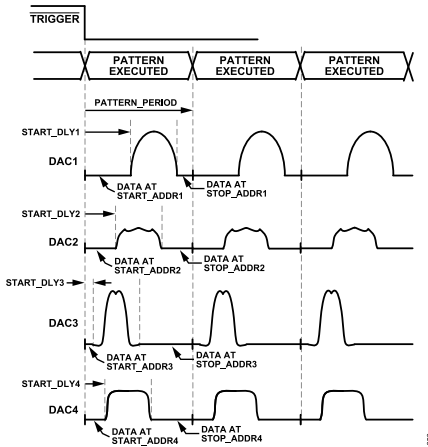 TRIGGER
PATTERN EXECUTED
PATTERN EXECUTED
PATTERN EXECUTED
PATTERN_PERIOD
START_DLY1
DAC1
DATA AT START_ADDR1
DATA AT STOP_ADDR1
START_DLY2
DAC2
DATA AT START_ADDR2
DATA AT STOP_ADDR2
START_DLY3
DAC3
DATA AT START_ADDR3
DATA AT STOP_ADDR3
START_DLY4
DAC4
DATA AT START_ADDR4
DATA AT STOP_ADDR4